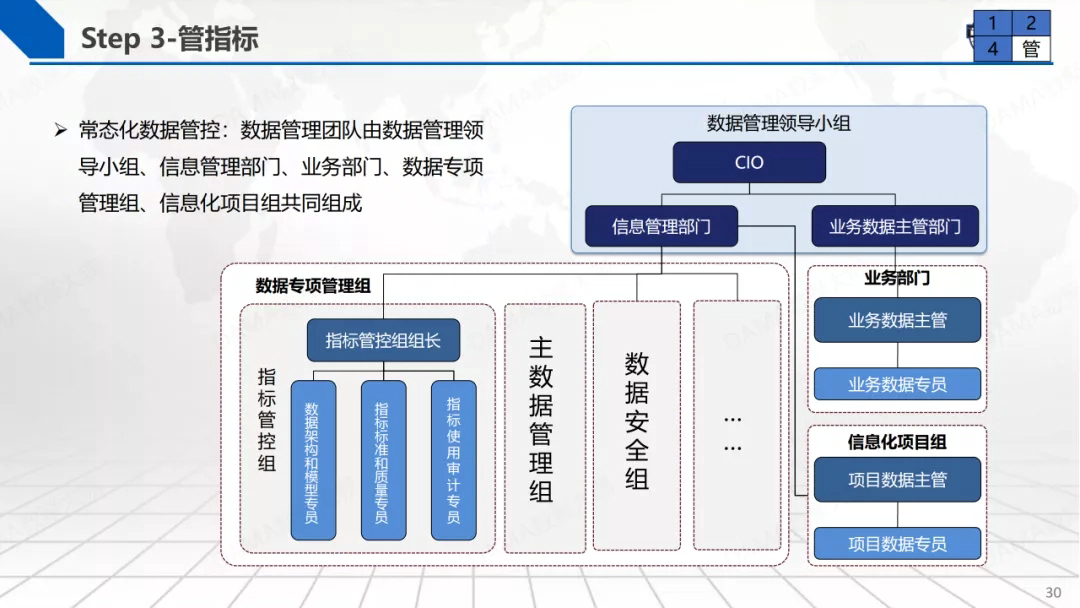 Step 3-管指标
1
2
4
管
常态化数据管控：数据管理团队由数据管理领
导小组、信息管理部门、业务部门、数据专项
管理组、信息化项目组共同组成
数据管理领导小组
CIO
信息管理部门
业务数据主管部门
数据专项管理组
指标管控组
指标管控组组长
数据架构和模型专员
指标标准和质量专员
指标使用审计专员
主数据管理组
数据安全组
…
…
业务部门
业务数据主管
业务数据专员
信息化项目组
项目数据主管
项目数据专员
30